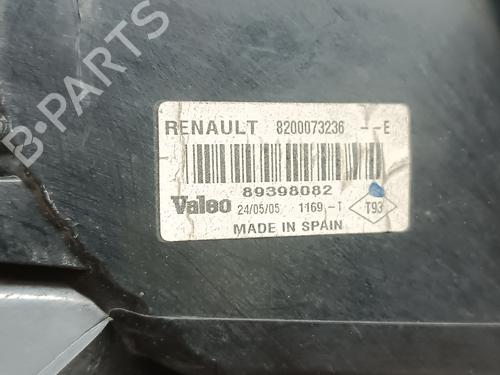 B-PARTS
RENAULT 8200073236 --E
89398082
Valeo 24/05/05 1169-T T93
MADE IN SPAIN